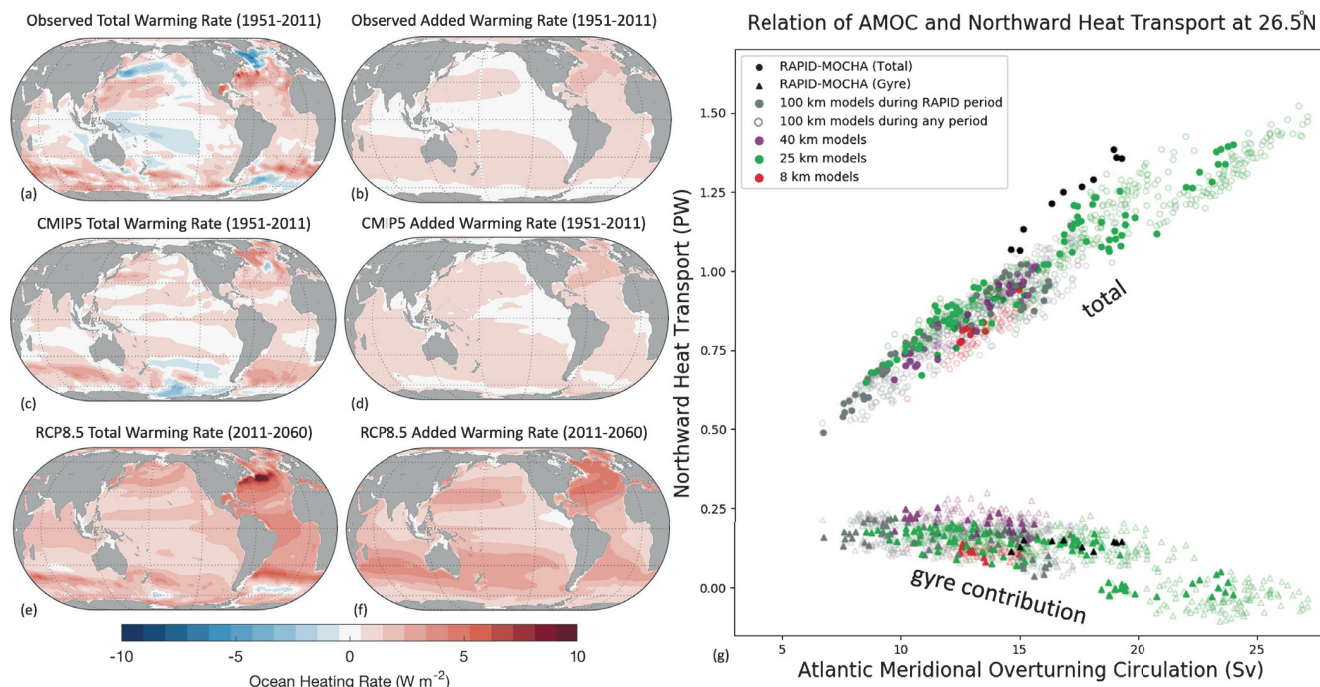 Observed Total Warming Rate (1951-2011)
Observed Added Warming Rate (1951-2011)
(a)
(b)
CMIP5 Total Warming Rate (1951-2011)
CMIP5 Added Warming Rate (1951-2011)
(c)
(d)
RCP8.5 Total Warming Rate (2011-2060)
RCP8.5 Added Warming Rate (2011-2060)
(e)
(f)
-10
-5
0
5
10
Ocean Heating Rate (W m⁻²)
Relation of AMOC and Northward Heat Transport at 26.5°N
RAPID-MOCHA (Total)
RAPID-MOCHA (Gyre)
100 km models during RAPID period
100 km models during any period
40 km models
25 km models
8 km models
Northward Heat Transport (PW)
1.50
1.25
1.00
0.75
0.50
0.25
0.00
total
gyre contribution
5
10
15
20
25
(g)
Atlantic Meridional Overturning Circulation (Sv)